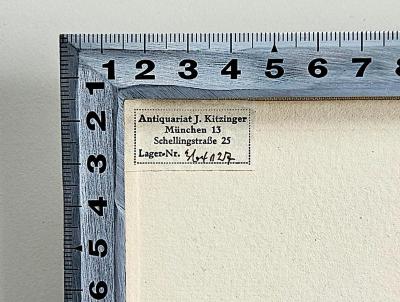 1 2 3 4 5 6 7 8
1
2
3
4
5
6
Antiquariat J. Kitzinger
München 13
Schellingstraße 25
Lager-Nr.